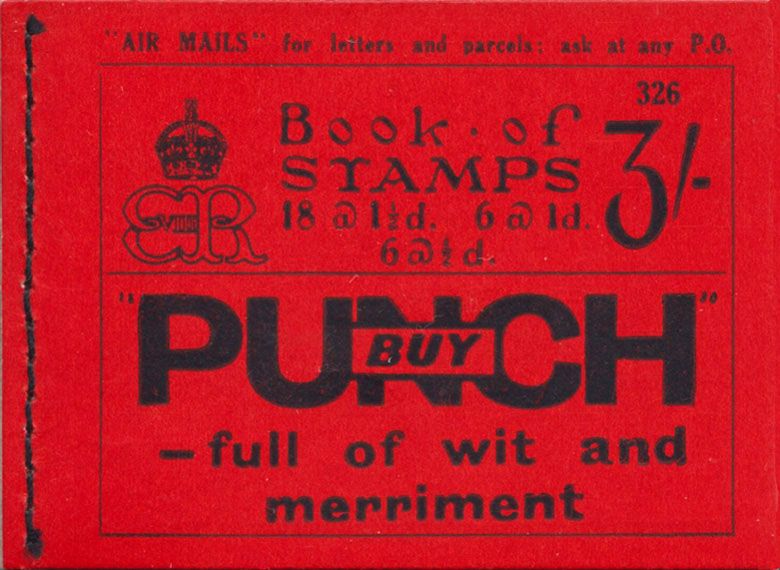 "AIR MAILS" for letters and parcels: ask at any P.O.
326
Book · of
STAMPS
3/-
18 @ 1½d. 6 @ 1d.
6 @ ½d.
E VIII R
"PUNCH"
BUY
— full of wit and
merriment